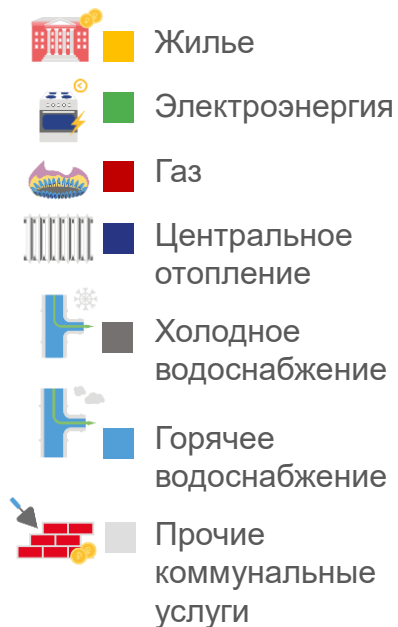 Жилье
Электроэнергия
Газ
Центральное
отопление
Холодное
водоснабжение
Горячее
водоснабжение
Прочие
коммунальные
услуги